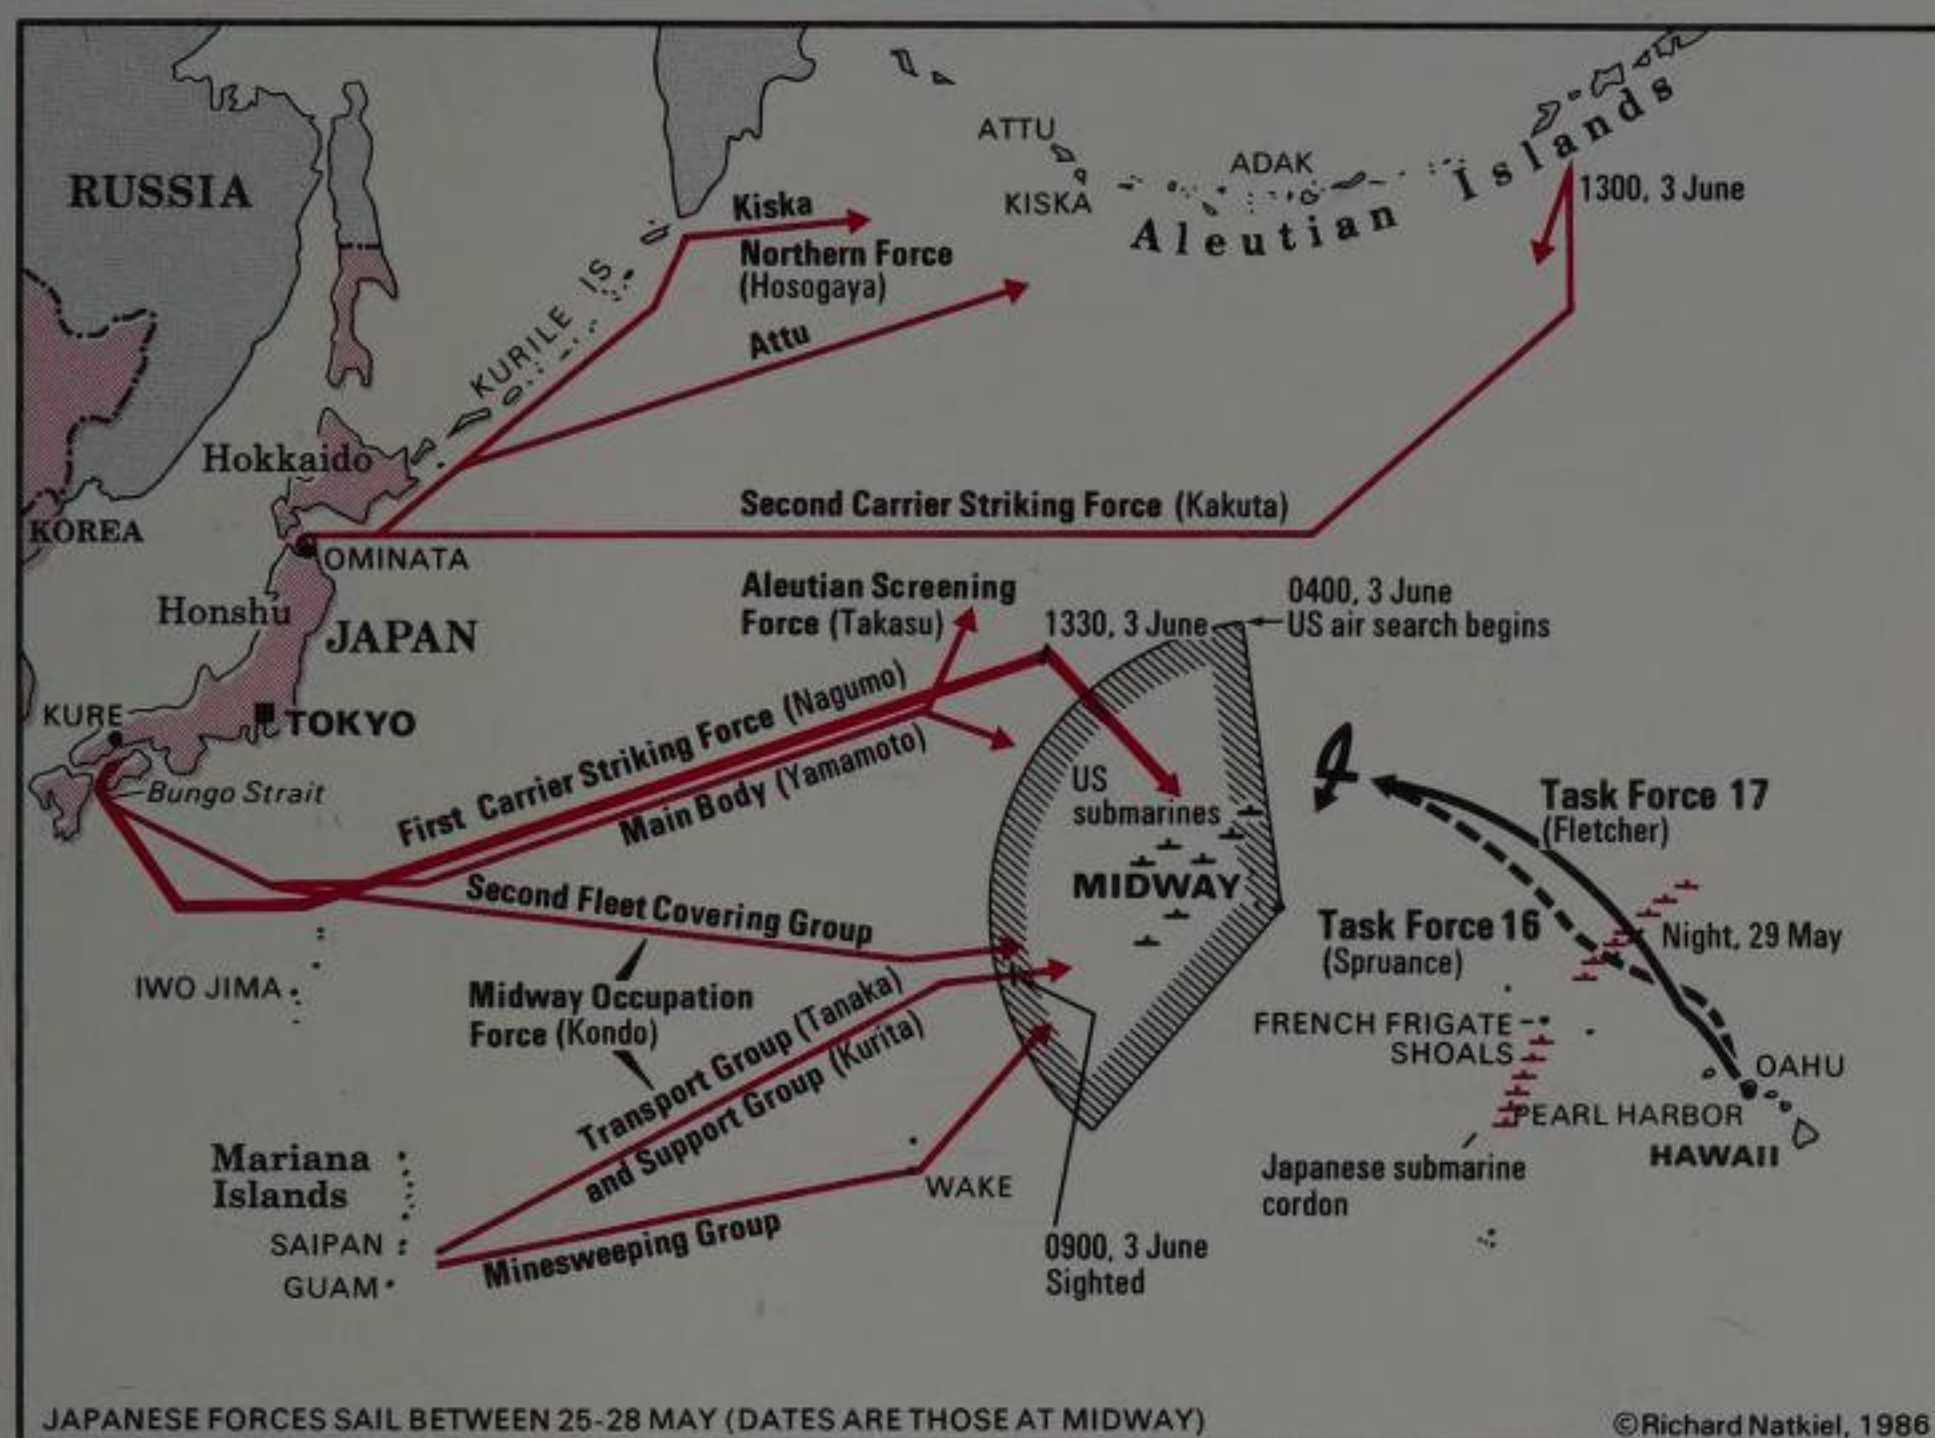 RUSSIA
ATTU
KISKA
ADAK
Aleutian Islands
1300, 3 June
Kiska
Northern Force
(Hosogaya)
Attu
KURILE IS
Hokkaido
KOREA
OMINATA
Second Carrier Striking Force (Kakuta)
Honshu
JAPAN
Aleutian Screening
Force (Takasu)
1330, 3 June
0400, 3 June
US air search begins
KURE
TOKYO
Bungo Strait
First Carrier Striking Force (Nagumo)
Main Body (Yamamoto)
US
submarines
MIDWAY
Task Force 17
(Fletcher)
Task Force 16
(Spruance)
Night, 29 May
Second Fleet Covering Group
IWO JIMA
Midway Occupation
Force (Kondo)
Transport Group (Tanaka)
and Support Group (Kurita)
FRENCH FRIGATE
SHOALS
OAHU
PEARL HARBOR
HAWAII
Japanese submarine
cordon
Mariana
Islands
SAIPAN
GUAM
WAKE
Minesweeping Group
0900, 3 June
Sighted
JAPANESE FORCES SAIL BETWEEN 25-28 MAY (DATES ARE THOSE AT MIDWAY)
©Richard Natkiel, 1986